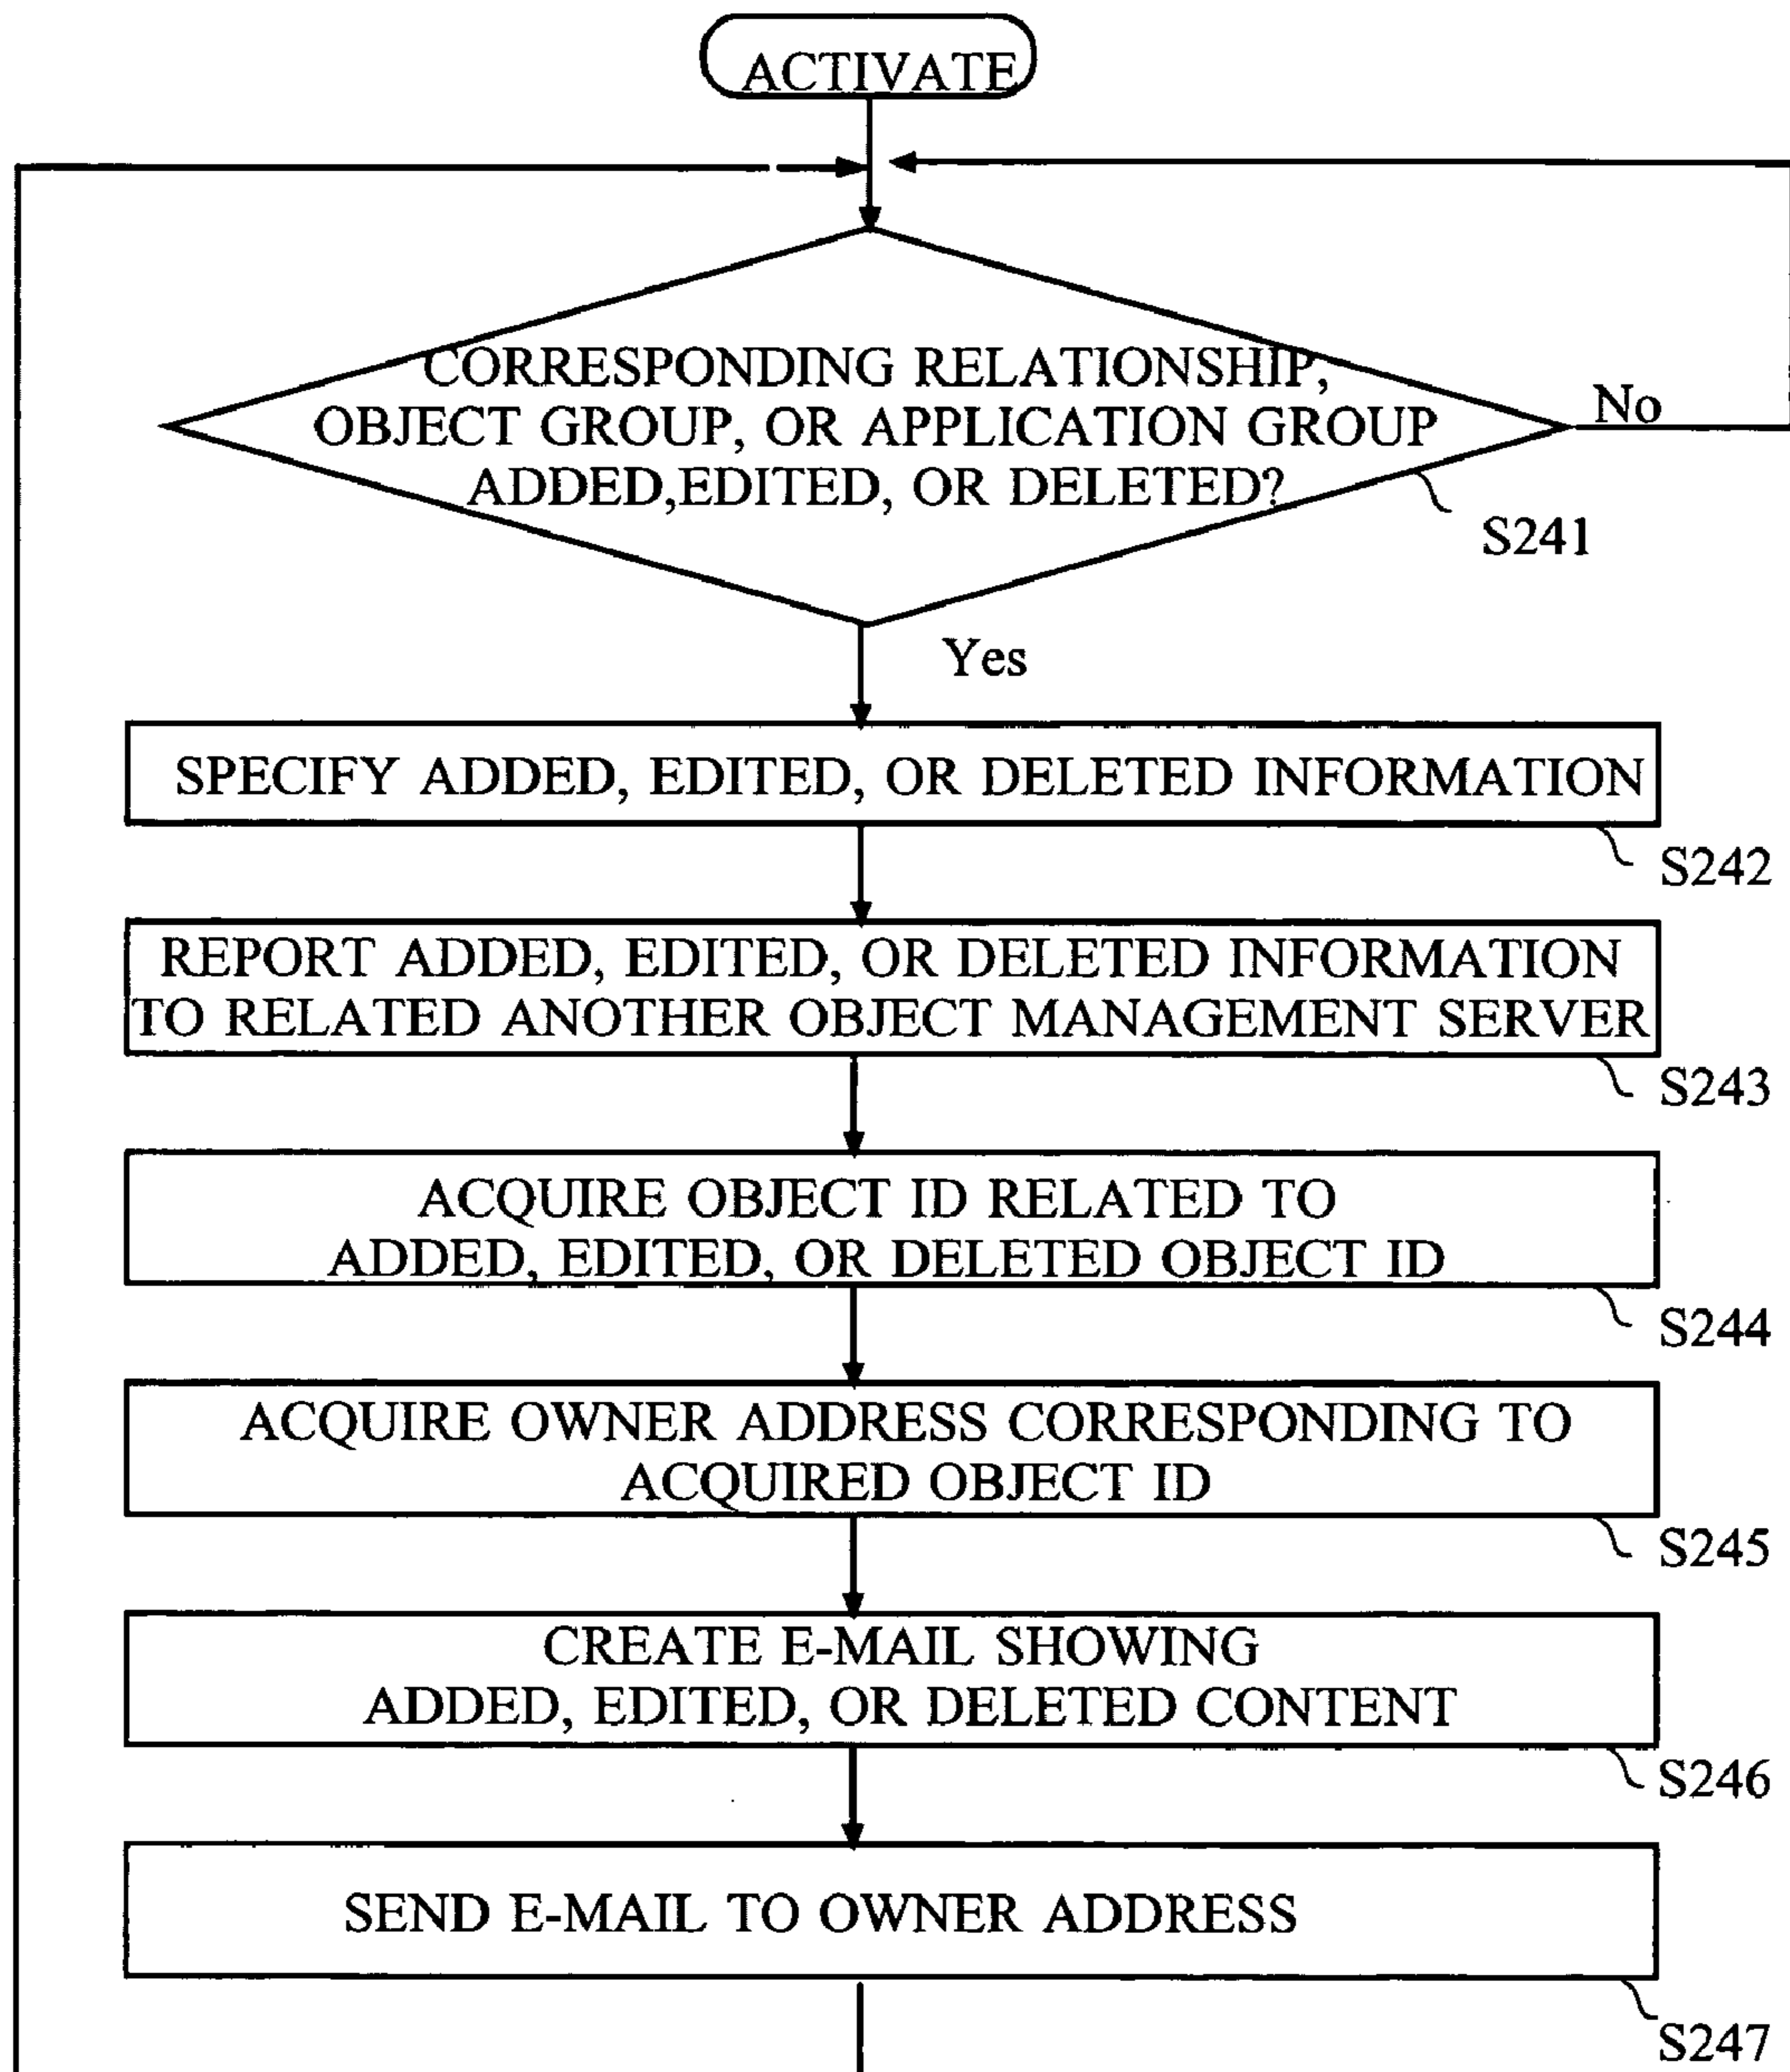 ACTIVATE
CORRESPONDING RELATIONSHIP,
OBJECT GROUP, OR APPLICATION GROUP
ADDED,EDITED, OR DELETED?
No
S241
Yes
SPECIFY ADDED, EDITED, OR DELETED INFORMATION
S242
REPORT ADDED, EDITED, OR DELETED INFORMATION
TO RELATED ANOTHER OBJECT MANAGEMENT SERVER
S243
ACQUIRE OBJECT ID RELATED TO
ADDED, EDITED, OR DELETED OBJECT ID
S244
ACQUIRE OWNER ADDRESS CORRESPONDING TO
ACQUIRED OBJECT ID
S245
CREATE E-MAIL SHOWING
ADDED, EDITED, OR DELETED CONTENT
S246
SEND E-MAIL TO OWNER ADDRESS
S247